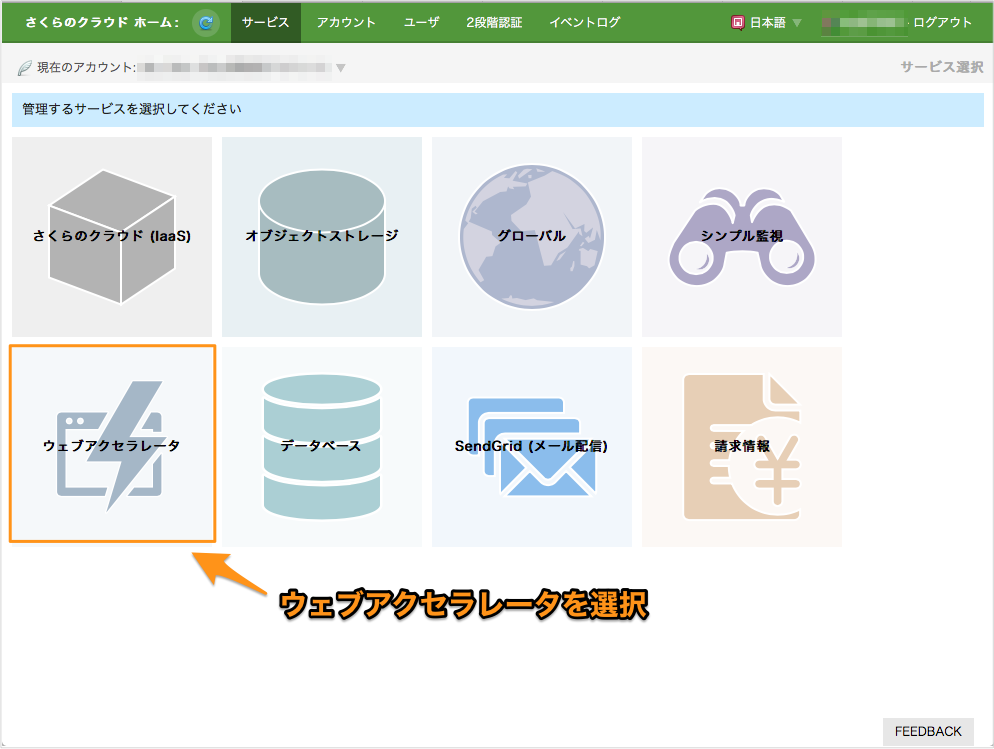 さくらのクラウド ホーム: サービス アカウント ユーザ 2段階認証 イベントログ 日本語 ログアウト
現在のアカウント: サービス選択
管理するサービスを選択してください
さくらのクラウド (IaaS) オブジェクトストレージ グローバル シンプル監視
ウェブアクセラレータ データベース SendGrid (メール配信) 請求情報
ウェブアクセラレータを選択
FEEDBACK